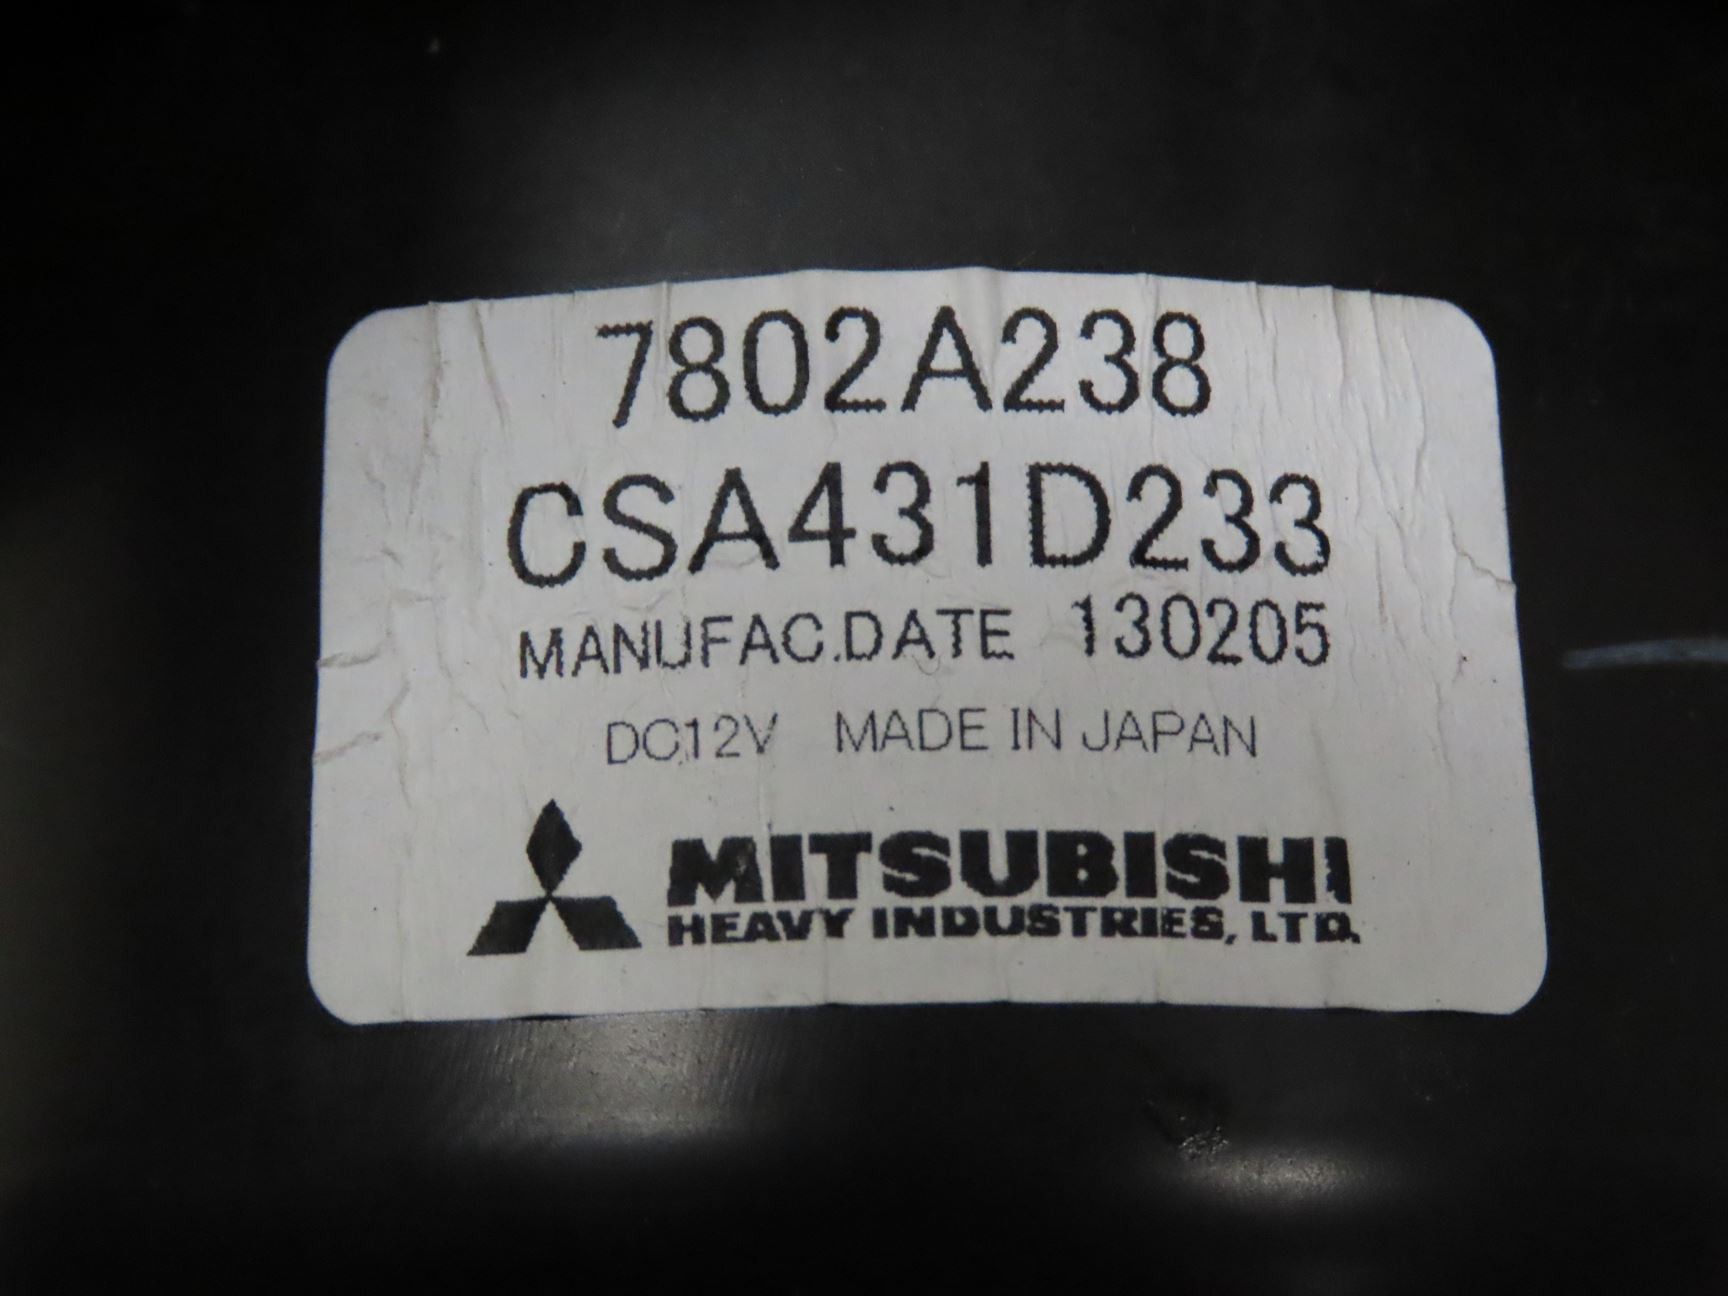 7802A238
CSA431D233
MANUFAC.DATE 130205
DC12V MADE IN JAPAN
MITSUBISHI
HEAVY INDUSTRIES, LTD.